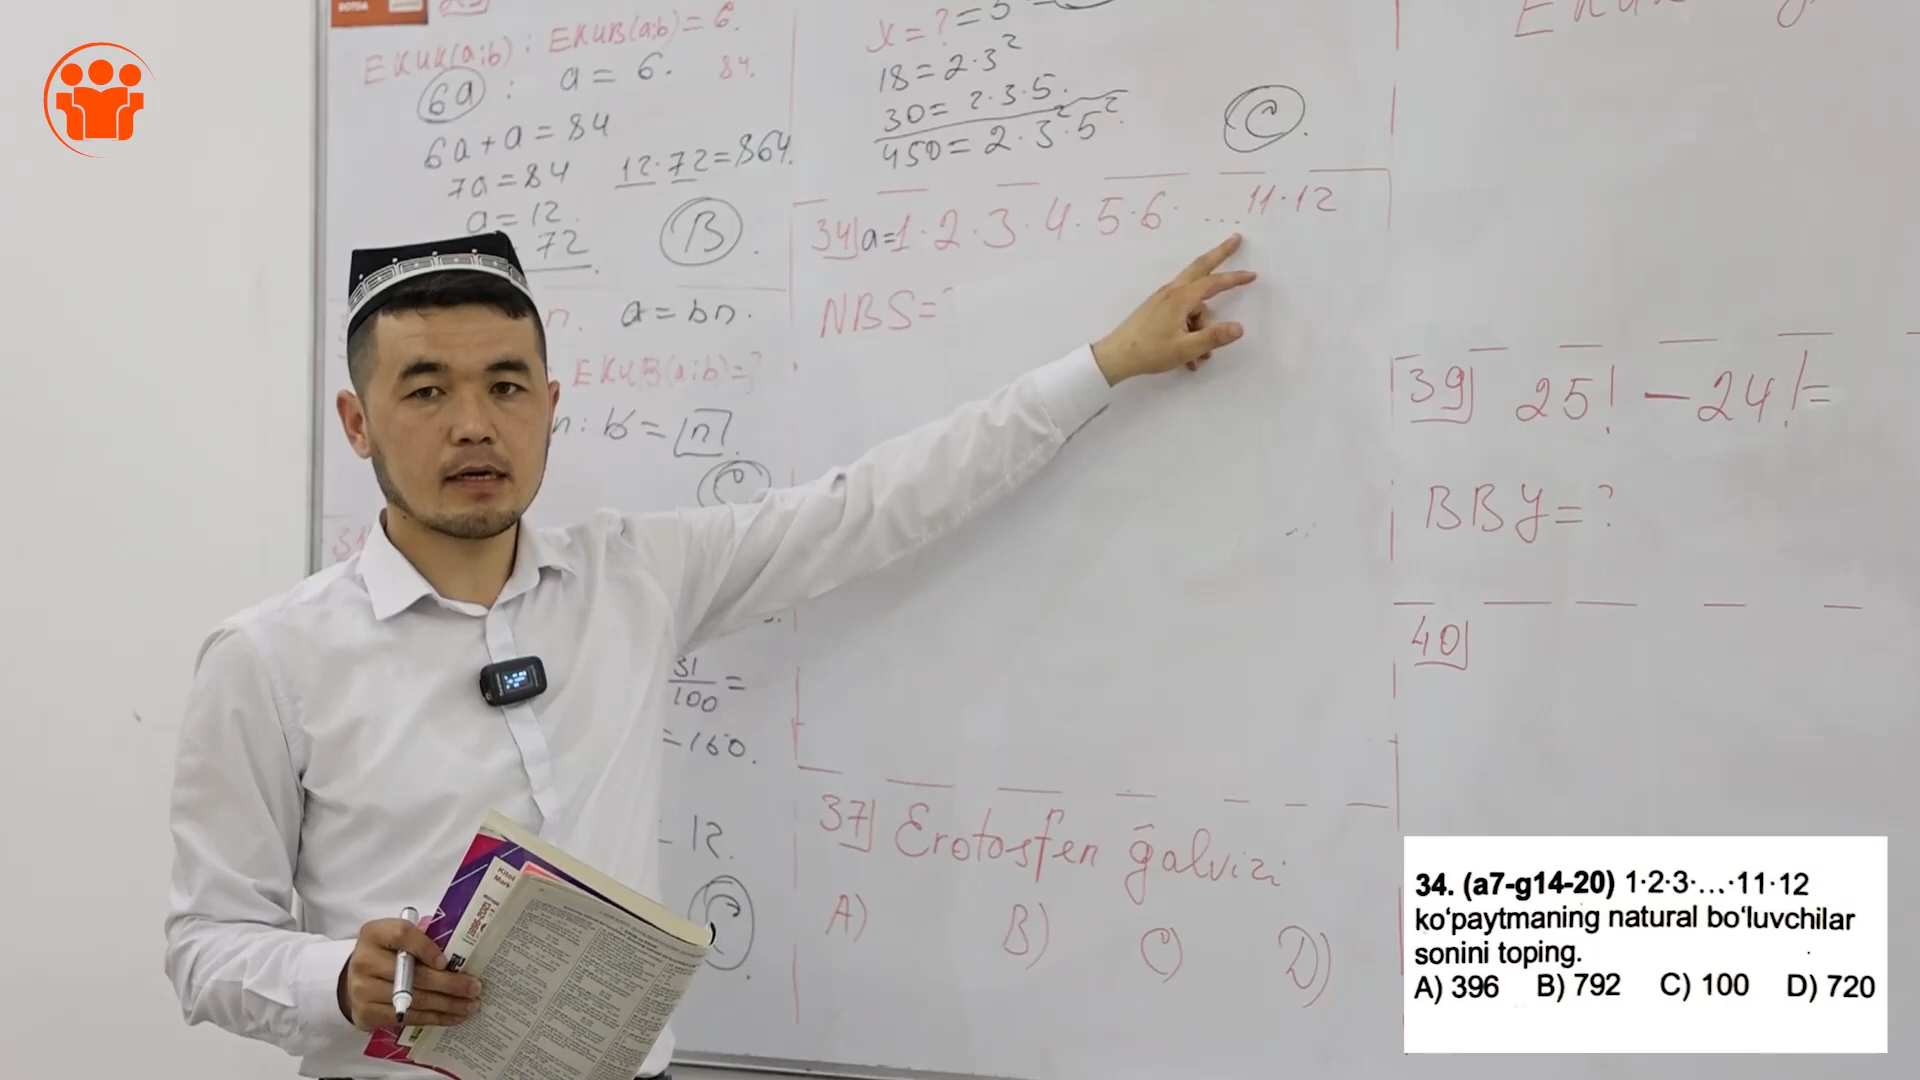 EKUK(a;b) : EKUB(a;b) = 6.
6a : a = 6. 84.
6a + a = 84
7a = 84 12·72=864.
a = 12.
72
B
n. a = bn.
EKUB(a;b)=?
n : b = n
C
31
31/100 =
=160.
12.
x = ? = 5
18 = 2·3²
30 = 2·3·5.
450 = 2·3²·5².
C
34] a=1·2·3·4·5·6· ... 11·12
NBS=?
37] Erotosfen galviri
A) B) C) D)
39] 25! − 24! =
BBY = ?
40]
34. (a7-g14-20) 1·2·3·…·11·12
ko‘paytmaning natural bo‘luvchilar
sonini toping.
A) 396 B) 792 C) 100 D) 720